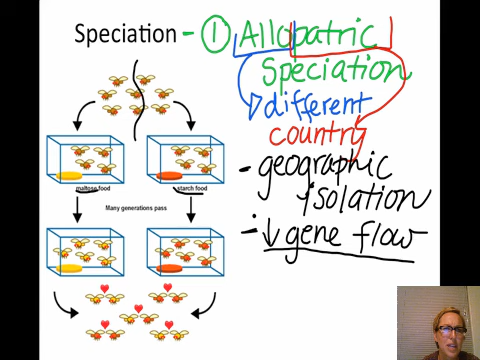 Speciation - ① Allopatric
Speciation
different
country
- geographic
isolation
- ↓ gene flow
maltose food
starch food
Many generations pass